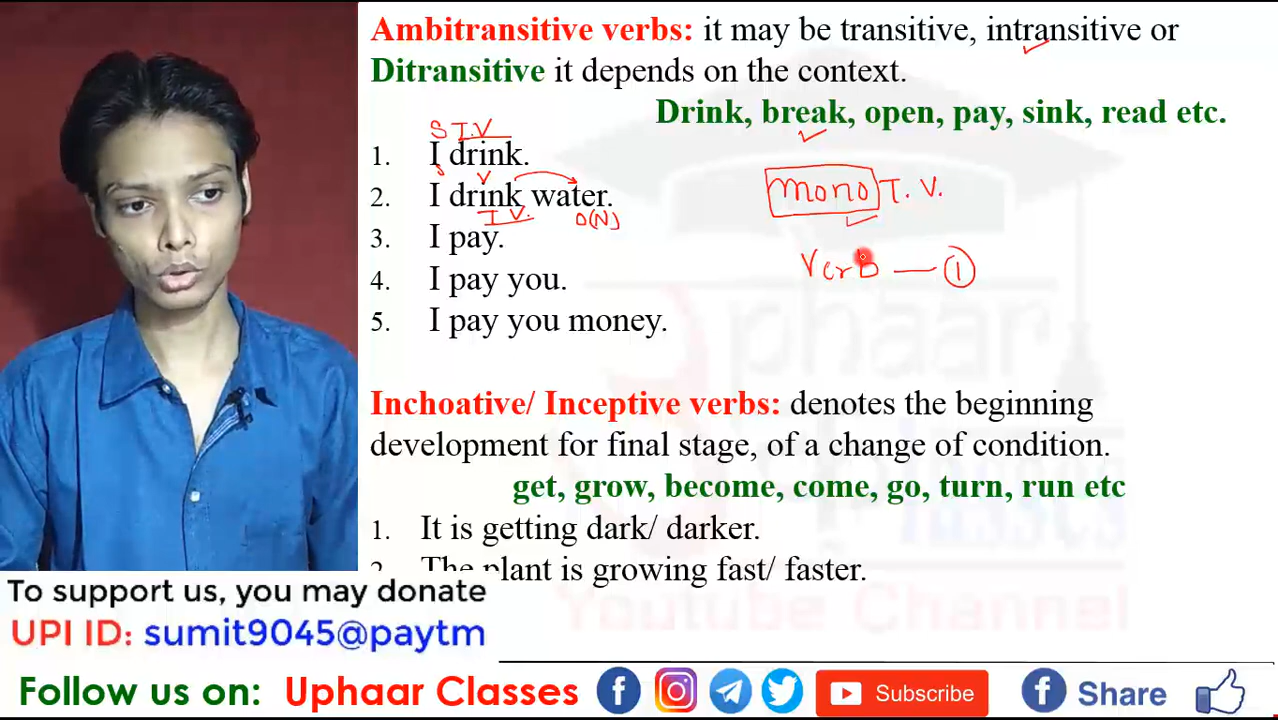 Ambitransitive verbs: it may be transitive, intransitive or
Ditransitive it depends on the context.
Drink, break, open, pay, sink, read etc.
S I.V
1. I drink.
S V
2. I drink water.
mono T.V.
I V. O(N)
3. I pay.
Verb — 1
4. I pay you.
5. I pay you money.
Inchoative/ Inceptive verbs: denotes the beginning
development for final stage, of a change of condition.
get, grow, become, come, go, turn, run etc
1. It is getting dark/ darker.
2. The plant is growing fast/ faster.
Youtube Channel
To support us, you may donate
UPI ID: sumit9045@paytm
Follow us on: Uphaar Classes
Subscribe
Share